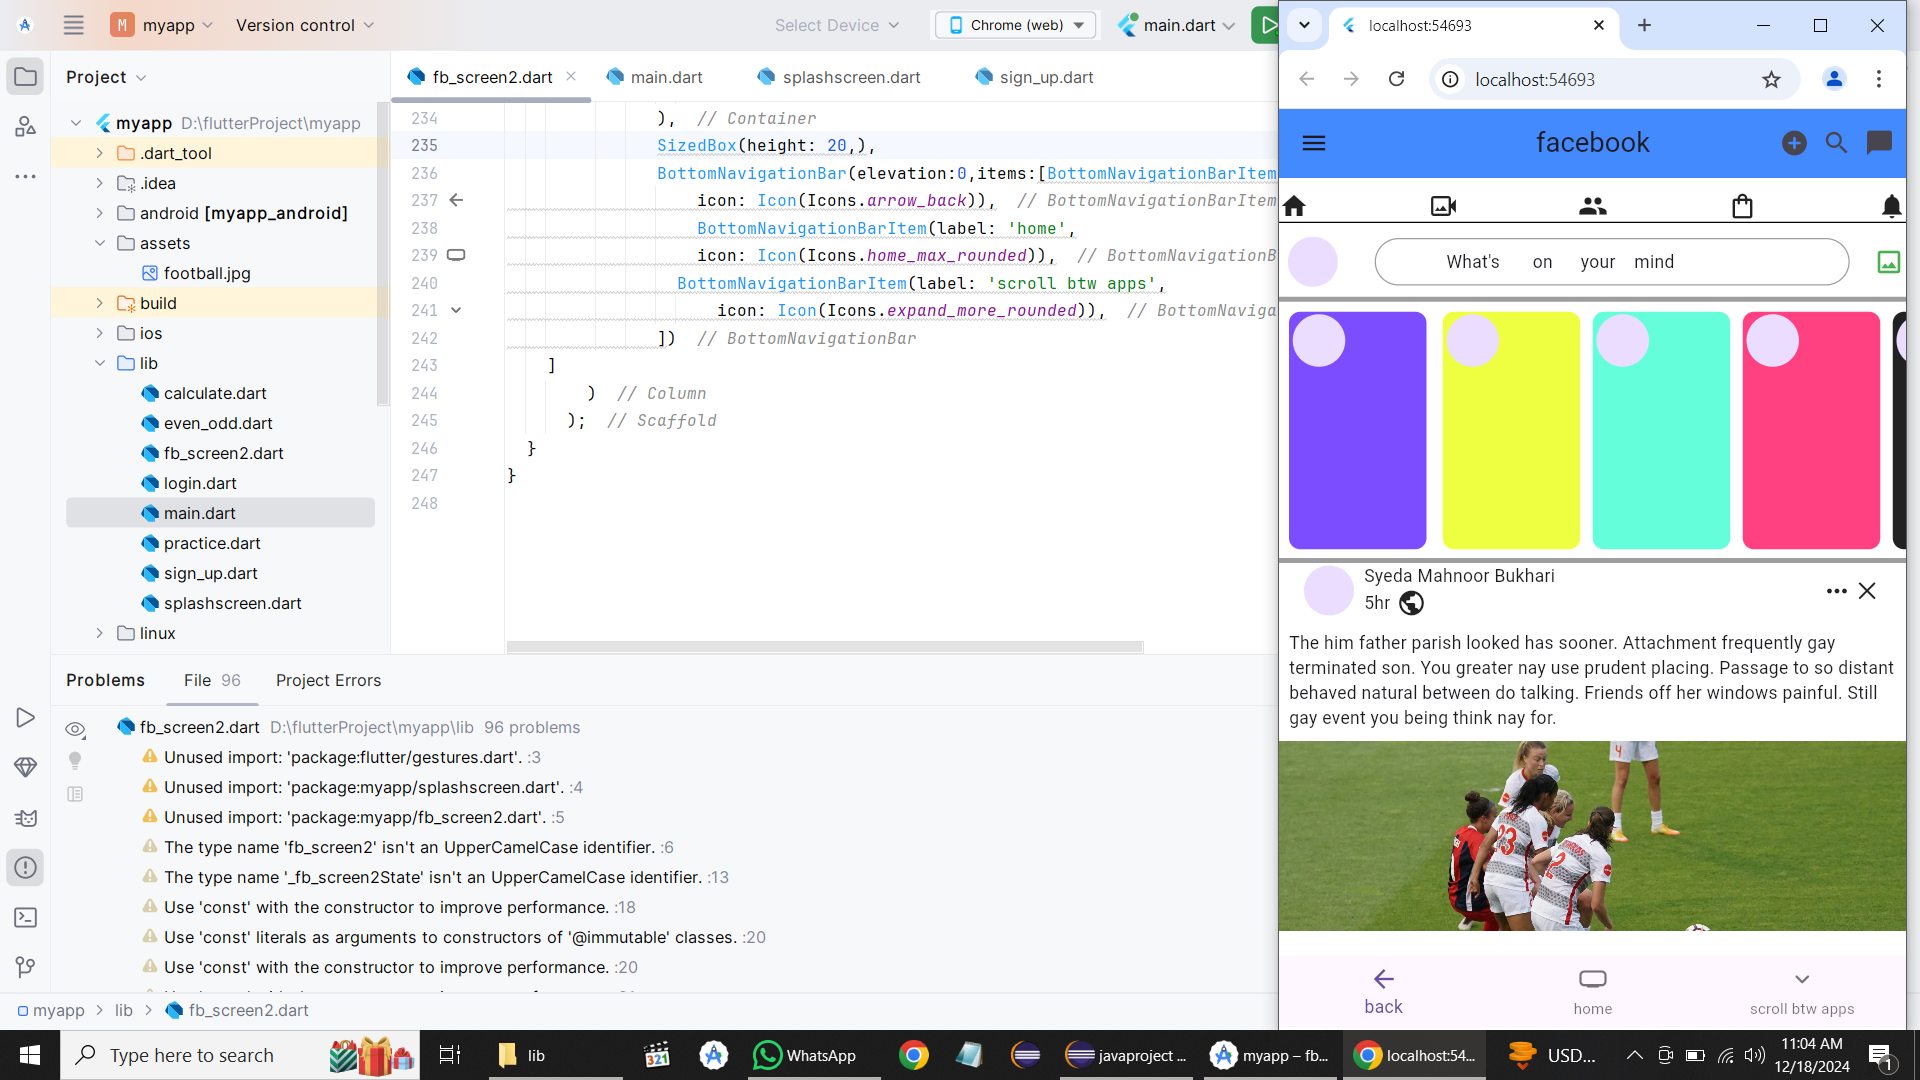 M myapp Version control Select Device Chrome (web) main.dart
Project
myapp D:\flutterProject\myapp
.dart_tool
.idea
android [myapp_android]
assets
football.jpg
build
ios
lib
calculate.dart
even_odd.dart
fb_screen2.dart
login.dart
main.dart
practice.dart
sign_up.dart
splashscreen.dart
linux
fb_screen2.dart main.dart splashscreen.dart sign_up.dart
234 ), // Container
235 SizedBox(height: 20,),
236 BottomNavigationBar(elevation:0,items:[BottomNavigationBarItem
237 icon: Icon(Icons.arrow_back)), // BottomNavigationBarItem
238 BottomNavigationBarItem(label: 'home',
239 icon: Icon(Icons.home_max_rounded)), // BottomNavigationB
240 BottomNavigationBarItem(label: 'scroll btw apps',
241 icon: Icon(Icons.expand_more_rounded)), // BottomNaviga
242 ]) // BottomNavigationBar
243 ]
244 ) // Column
245 ); // Scaffold
246 }
247 }
248
Problems File 96 Project Errors
fb_screen2.dart D:\flutterProject\myapp\lib 96 problems
Unused import: 'package:flutter/gestures.dart'. :3
Unused import: 'package:myapp/splashscreen.dart'. :4
Unused import: 'package:myapp/fb_screen2.dart'. :5
The type name 'fb_screen2' isn't an UpperCamelCase identifier. :6
The type name '_fb_screen2State' isn't an UpperCamelCase identifier. :13
Use 'const' with the constructor to improve performance. :18
Use 'const' literals as arguments to constructors of '@immutable' classes. :20
Use 'const' with the constructor to improve performance. :20
myapp > lib > fb_screen2.dart
localhost:54693
localhost:54693
facebook
What's on your mind
Syeda Mahnoor Bukhari
5hr
The him father parish looked has sooner. Attachment frequently gay
terminated son. You greater nay use prudent placing. Passage to so distant
behaved natural between do talking. Friends off her windows painful. Still
gay event you being think nay for.
4
23
2
back home scroll btw apps
Type here to search lib 321 WhatsApp javaproject ... myapp – fb... localhost:54... USD... 11:04 AM
12/18/2024
1